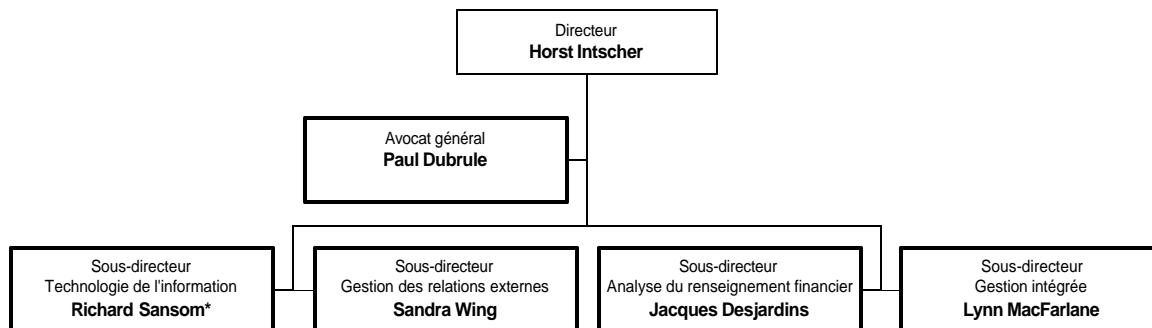 Directeur
Horst Intscher
Avocat général
Paul Dubrule
Sous-directeur
Technologie de l'information
Richard Sansom*
Sous-directeur
Gestion des relations externes
Sandra Wing
Sous-directeur
Analyse du renseignement financier
Jacques Desjardins
Sous-directeur
Gestion intégrée
Lynn MacFarlane